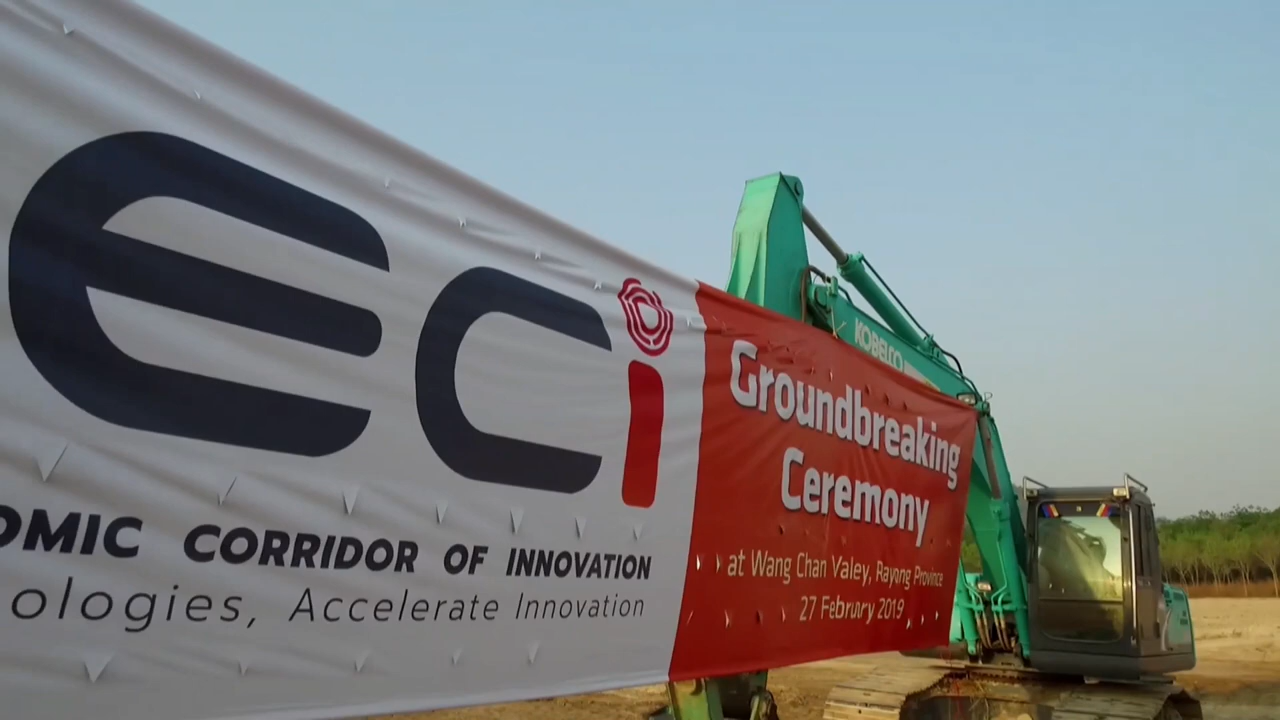 eci
OMIC CORRIDOR OF INNOVATION
ologies, Accelerate Innovation
Groundbreaking
Ceremony
at Wang Chan Valey, Rayong Province
27 February 2019
KOBELCO